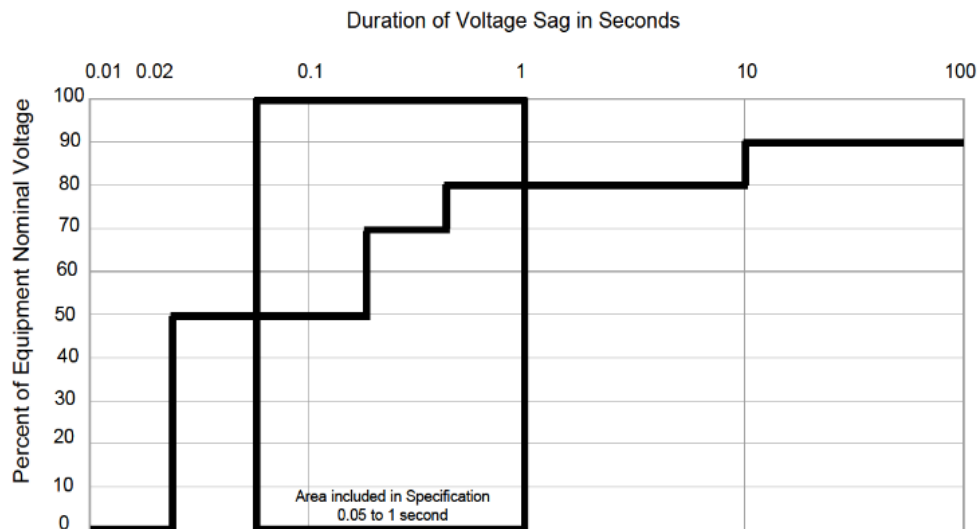 Duration of Voltage Sag in Seconds
0.01 0.02 0.1 1 10 100
Percent of Equipment Nominal Voltage
100
90
80
70
60
50
40
30
20
10
0
Area included in Specification
0.05 to 1 second